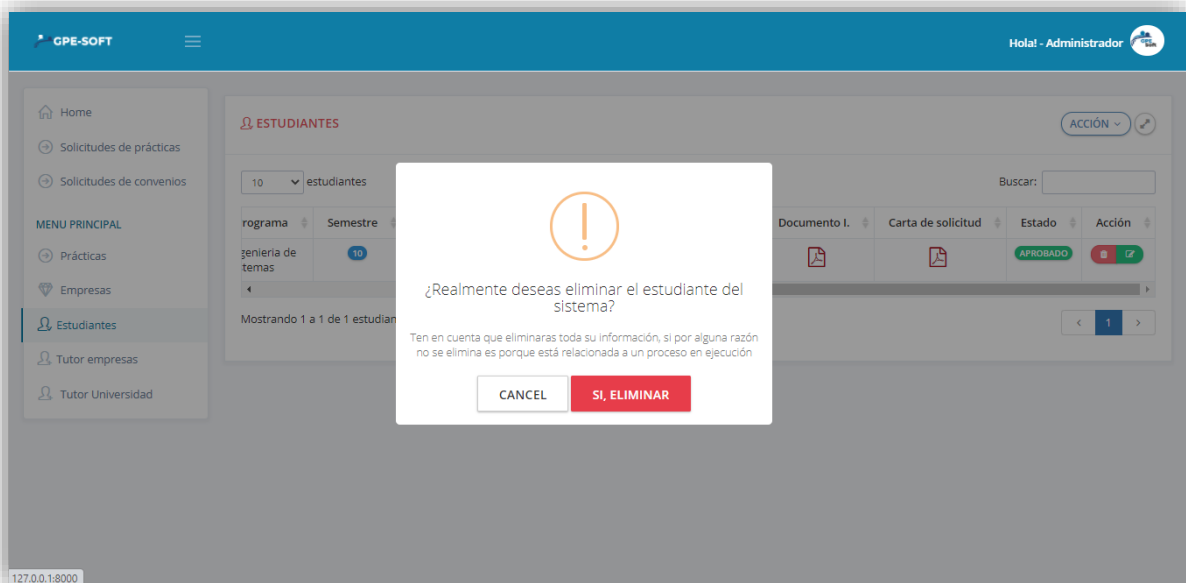 GPE-SOFT
Hola! - Administrador
Home
Solicitudes de prácticas
Solicitudes de convenios
MENU PRINCIPAL
Prácticas
Empresas
Estudiantes
Tutor empresas
Tutor Universidad
ESTUDIANTES
ACCIÓN
10 estudiantes
Buscar:
rograma Semestre Documento I. Carta de solicitud Estado Acción
genieria de
temas
10
APROBADO
Mostrando 1 a 1 de 1 estudian
< 1 >
¿Realmente deseas eliminar el estudiante del
sistema?
Ten en cuenta que eliminaras toda su información, si por alguna razón
no se elimina es porque está relacionada a un proceso en ejecución
CANCEL
SI, ELIMINAR
127.0.0.1:8000